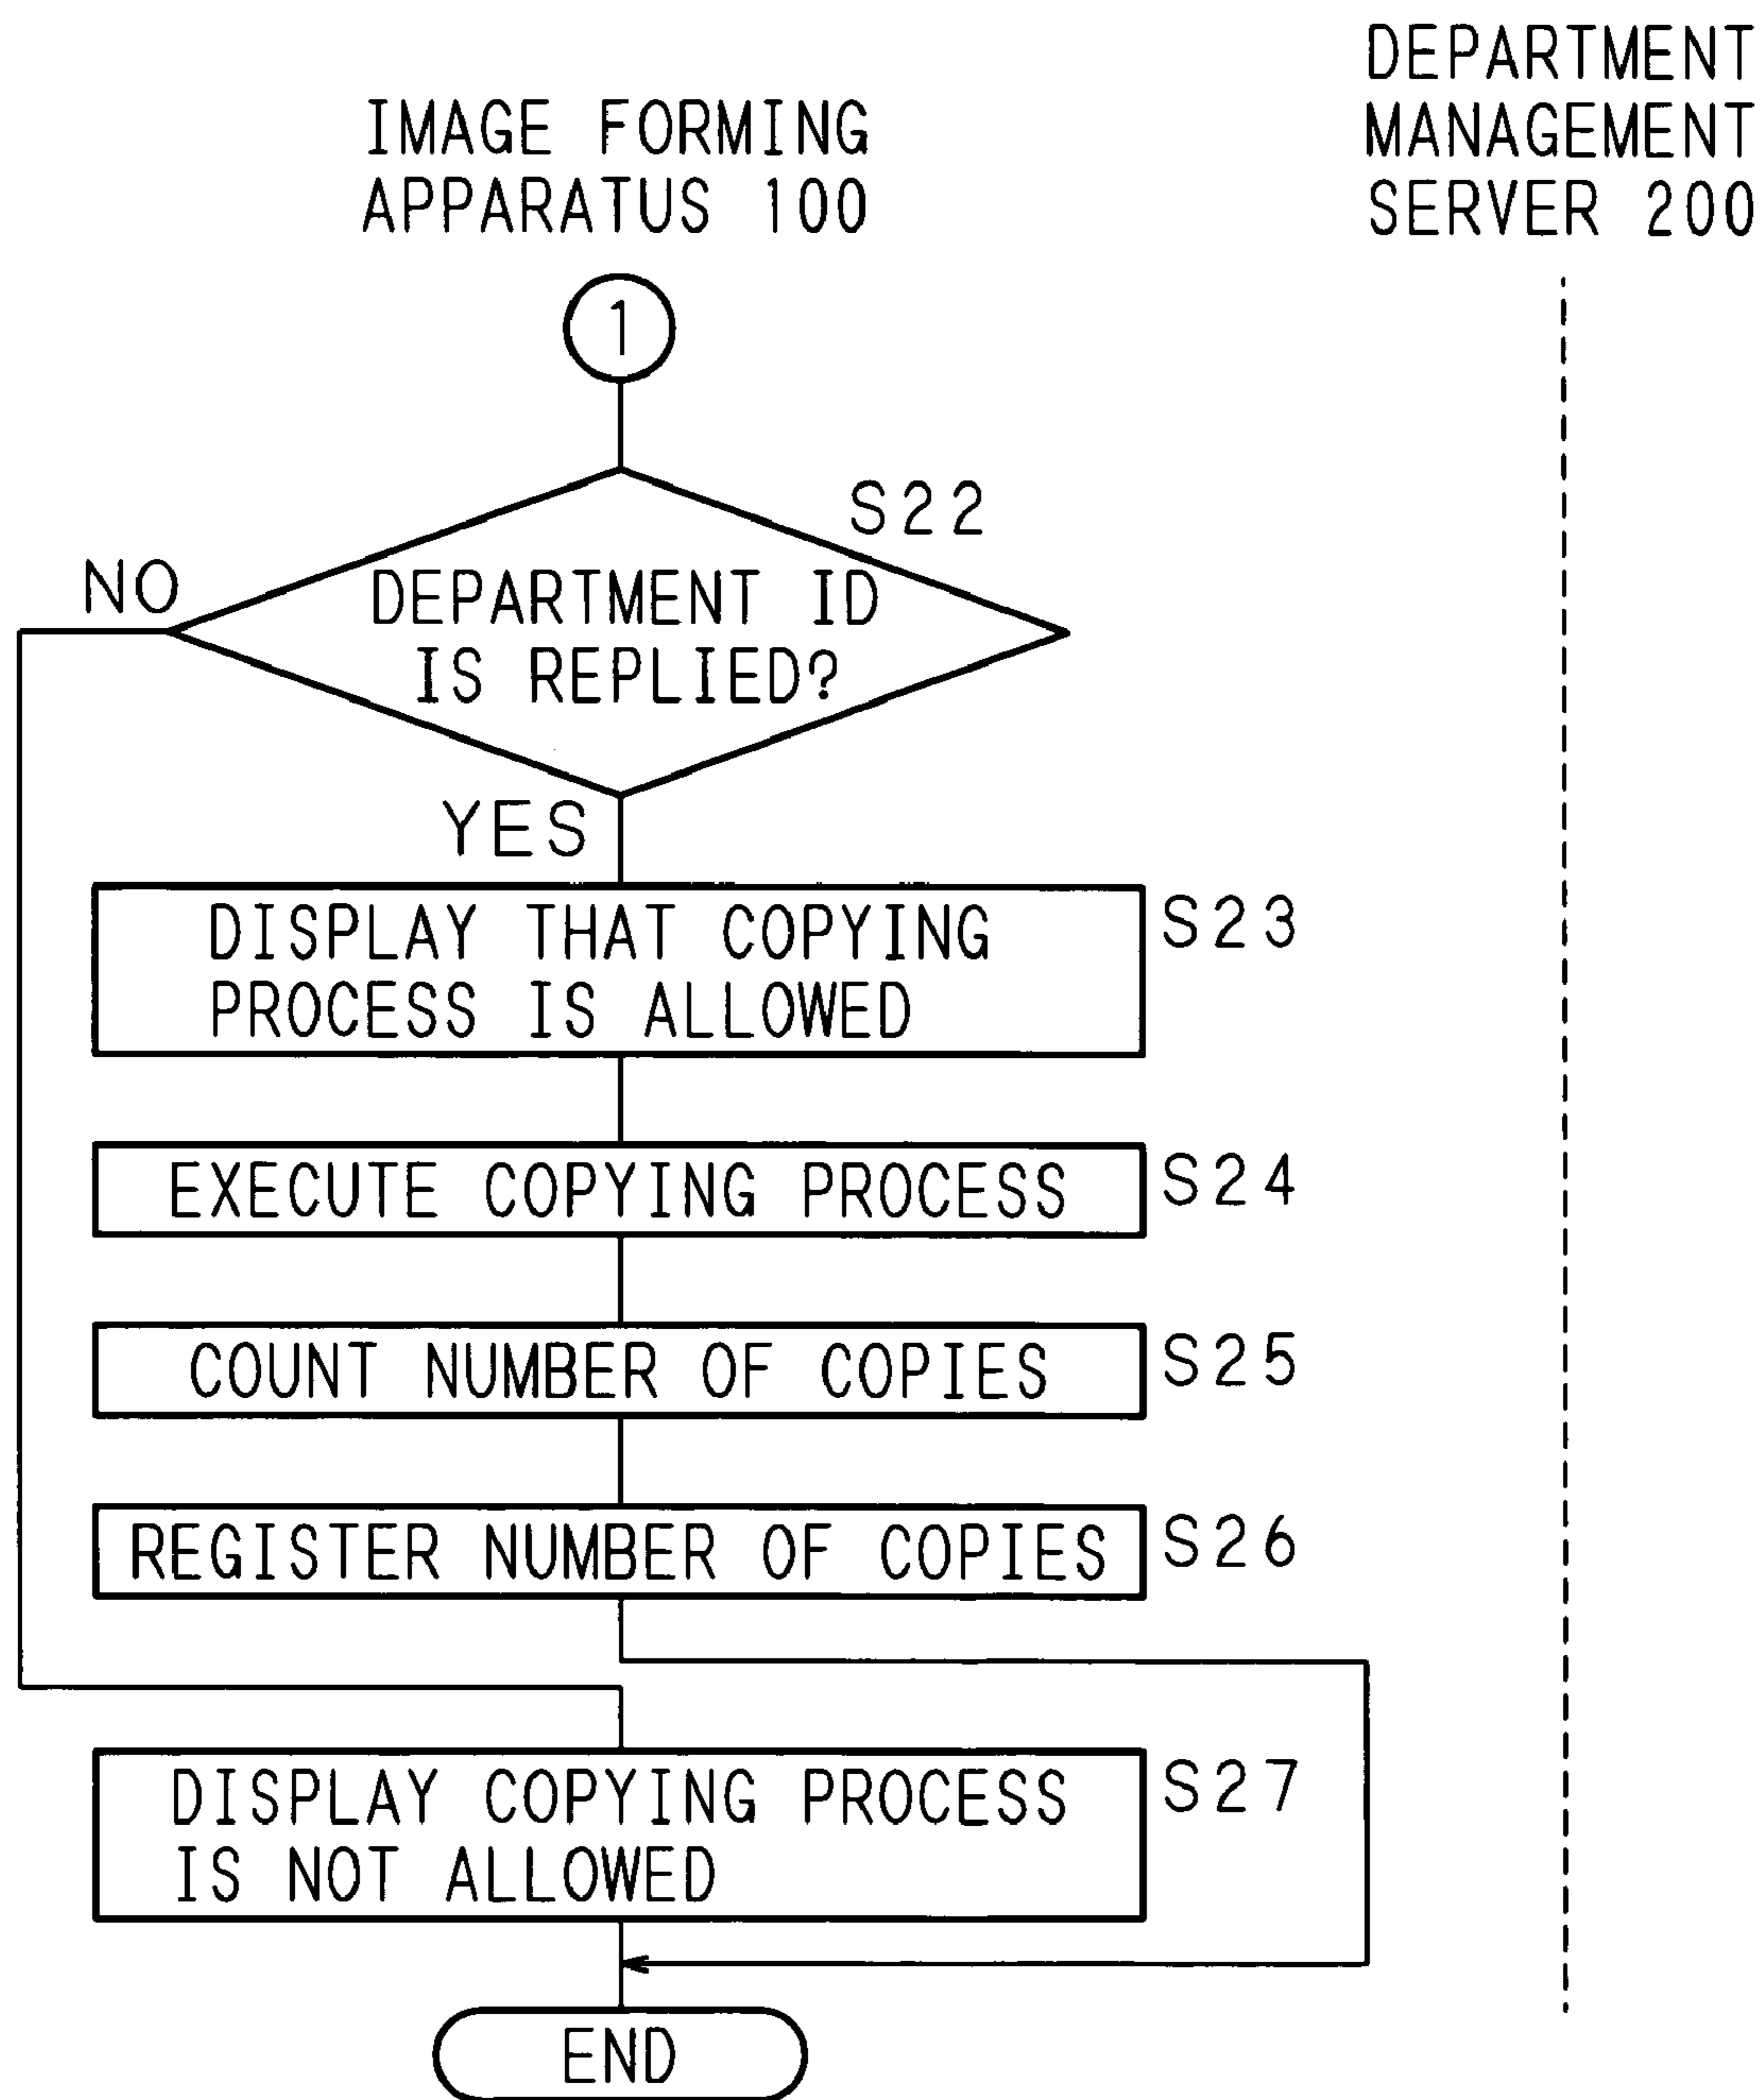 IMAGE FORMING
APPARATUS 100
DEPARTMENT
MANAGEMENT
SERVER 200
1
S22
NO
DEPARTMENT ID
IS REPLIED?
YES
DISPLAY THAT COPYING
PROCESS IS ALLOWED
S23
EXECUTE COPYING PROCESS
S24
COUNT NUMBER OF COPIES
S25
REGISTER NUMBER OF COPIES
S26
DISPLAY COPYING PROCESS
IS NOT ALLOWED
S27
END